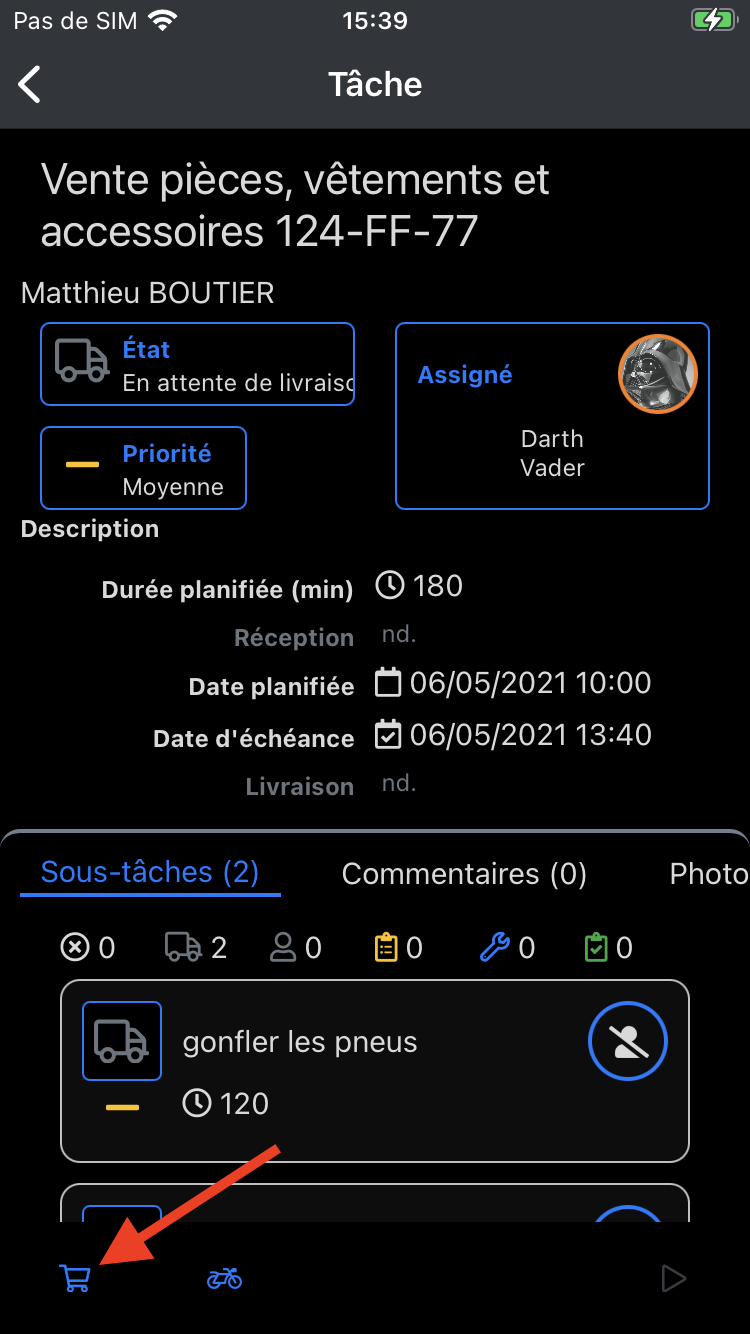 Pas de SIM 15:39
Tâche
Vente pièces, vêtements et
accessoires 124-FF-77
Matthieu BOUTIER
État
En attente de livraisc
Assigné
Darth
Vader
Priorité
Moyenne
Description
Durée planifiée (min) 180
Réception nd.
Date planifiée 06/05/2021 10:00
Date d'échéance 06/05/2021 13:40
Livraison nd.
Sous-tâches (2) Commentaires (0) Photo
0 2 0 0 0 0
gonfler les pneus
120